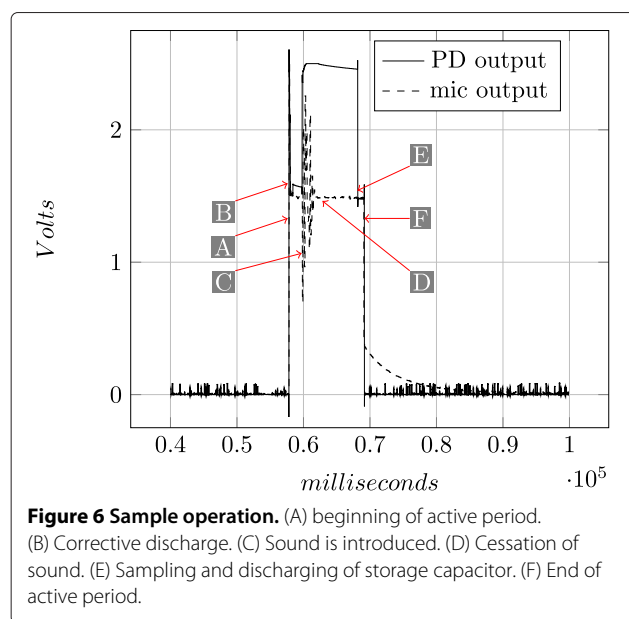 PD output
mic output
2
1
0
Volts
B
A
C
E
F
D
0.4 0.5 0.6 0.7 0.8 0.9 1
milliseconds
·10⁵
Figure 6 Sample operation. (A) beginning of active period.
(B) Corrective discharge. (C) Sound is introduced. (D) Cessation of
sound. (E) Sampling and discharging of storage capacitor. (F) End of
active period.